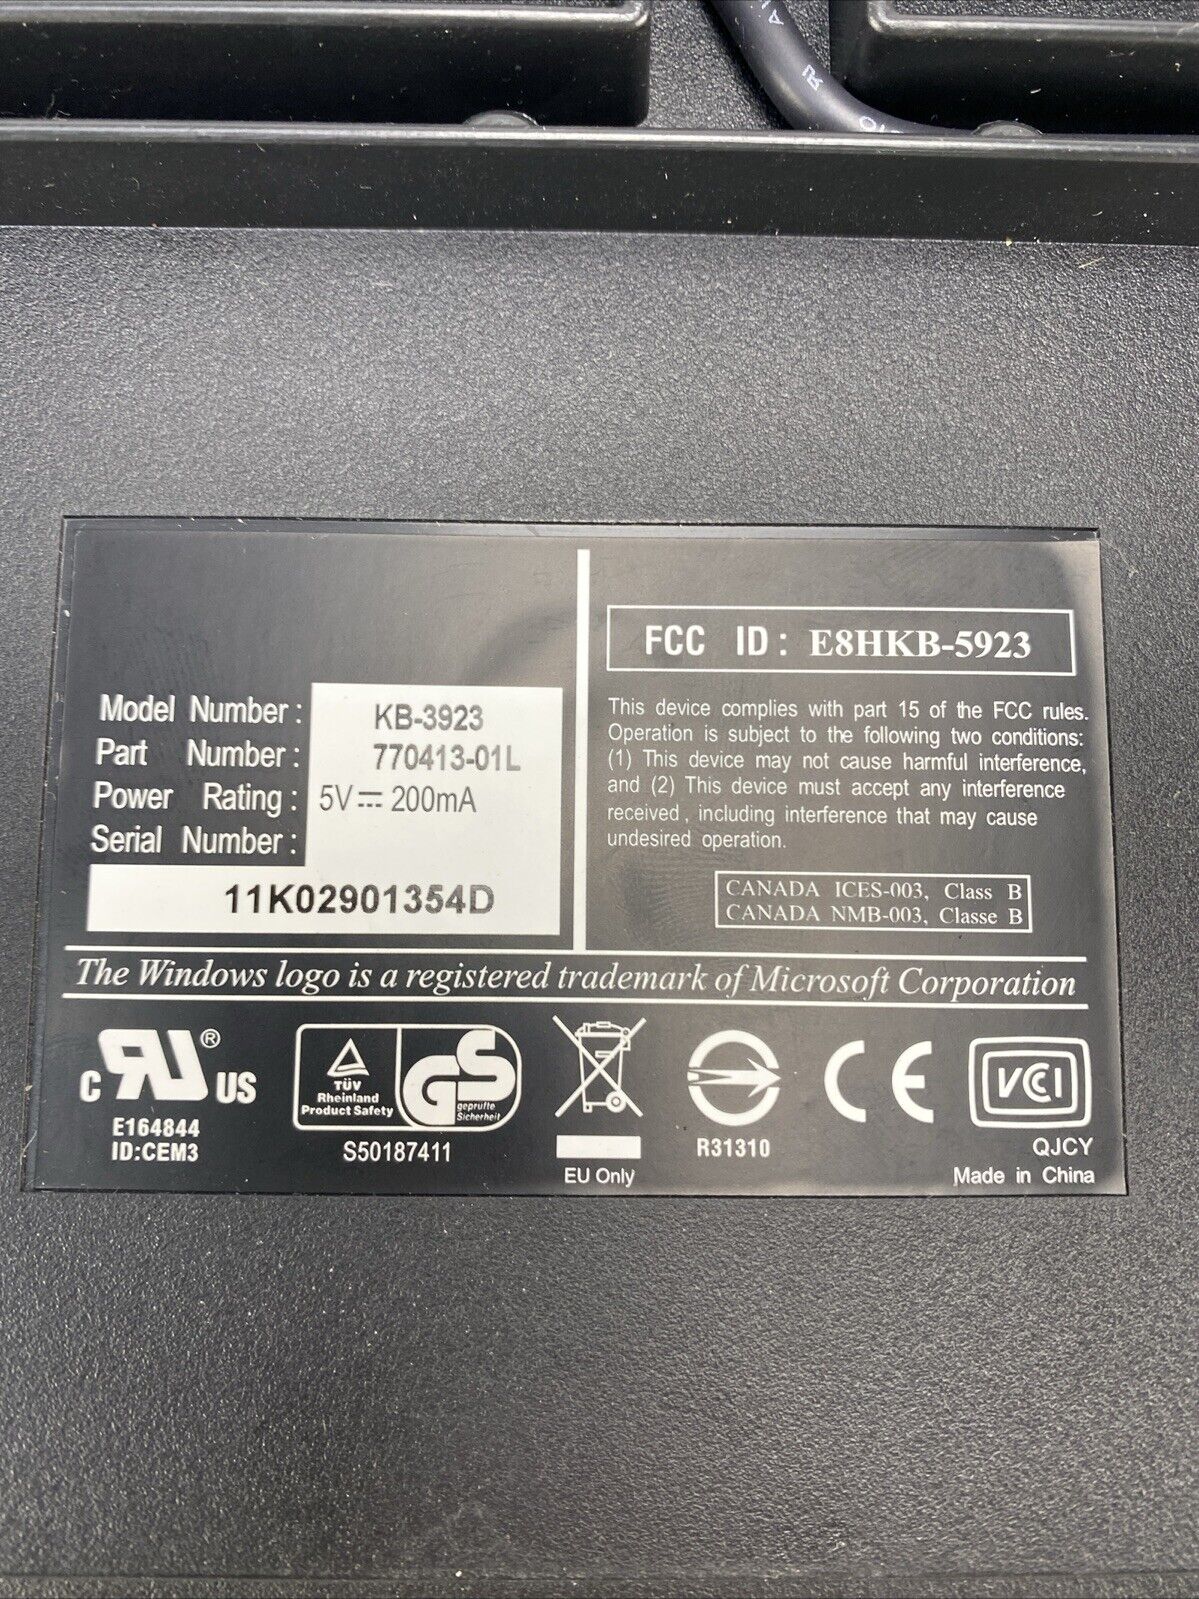 Model Number: KB-3923
Part Number: 770413-01L
Power Rating: 5V⎓200mA
Serial Number:
11K02901354D
FCC ID: E8HKB-5923
This device complies with part 15 of the FCC rules.
Operation is subject to the following two conditions:
(1) This device may not cause harmful interference,
and (2) This device must accept any interference
received, including interference that may cause
undesired operation.
CANADA ICES-003, Class B
CANADA NMB-003, Classe B
The Windows logo is a registered trademark of Microsoft Corporation
C RU® US
E164844
ID:CEM3
TÜV
Rheinland
Product Safety
GS
geprüfte
Sicherheit
S50187411
EU Only
R31310
CE
VCI
QJCY
Made in China